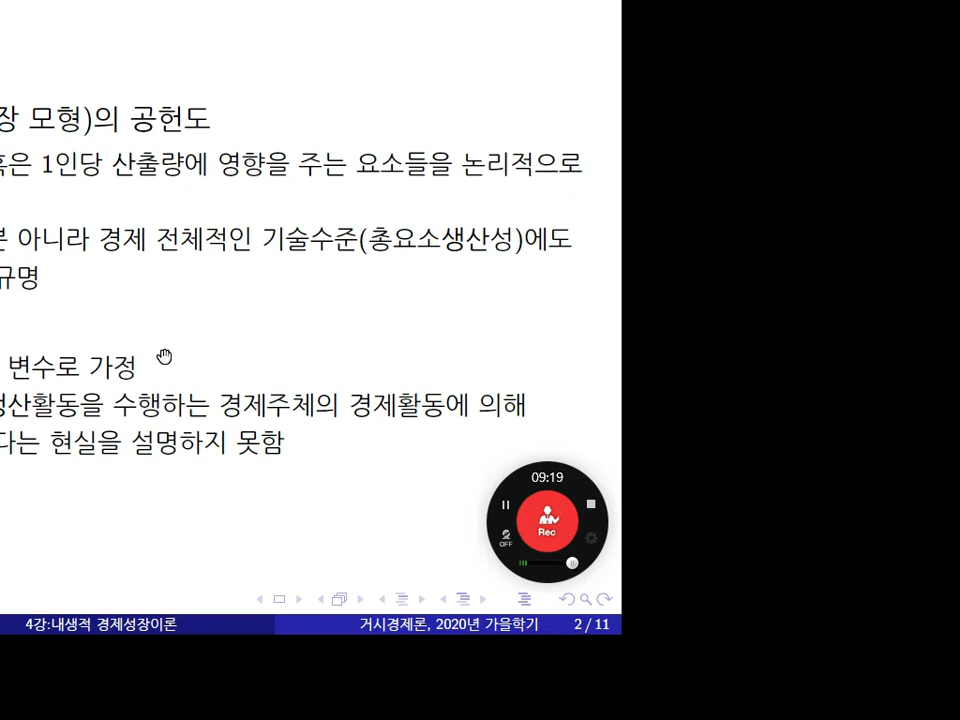 장 모형)의 공헌도
혹은 1인당 산출량에 영향을 주는 요소들을 논리적으로
아니라 경제 전체적인 기술수준(총요소생산성)에도
규명
변수로 가정
생산활동을 수행하는 경제주체의 경제활동에 의해
다는 현실을 설명하지 못함
09:19
Rec
OFF
4강:내생적 경제성장이론 거시경제론, 2020년 가을학기 2 / 11